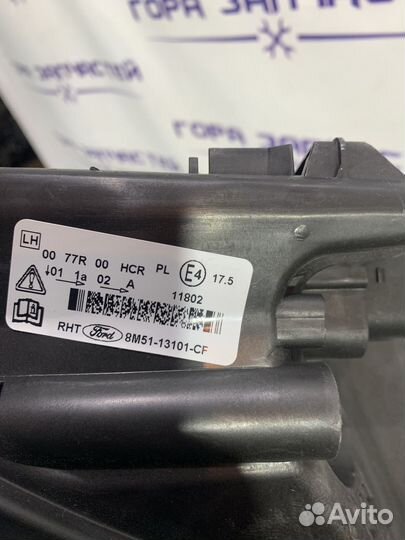 ГОРА ЗАПЧАСТЕЙ
ЗАПЧАСТЕЙ
ГОРА ЗАПЧАСТЕЙ
LH
00 77R 00 HCR PL E4 17.5
↓01 1a 02 A
11802
RHT Ford 8M51-13101-CF
Avito